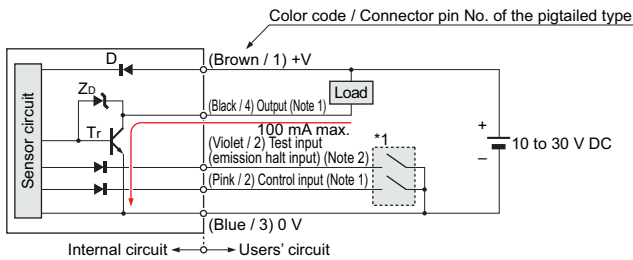 Color code / Connector pin No. of the pigtailed type
D
(Brown / 1) +V
ZD
Load
(Black / 4) Output (Note 1)
Tr
100 mA max.
Sensor circuit
(Violet / 2) Test input
(emission halt input) (Note 2)
*1
+
10 to 30 V DC
–
(Pink / 2) Control input (Note 1)
(Blue / 3) 0 V
Internal circuit
Users' circuit